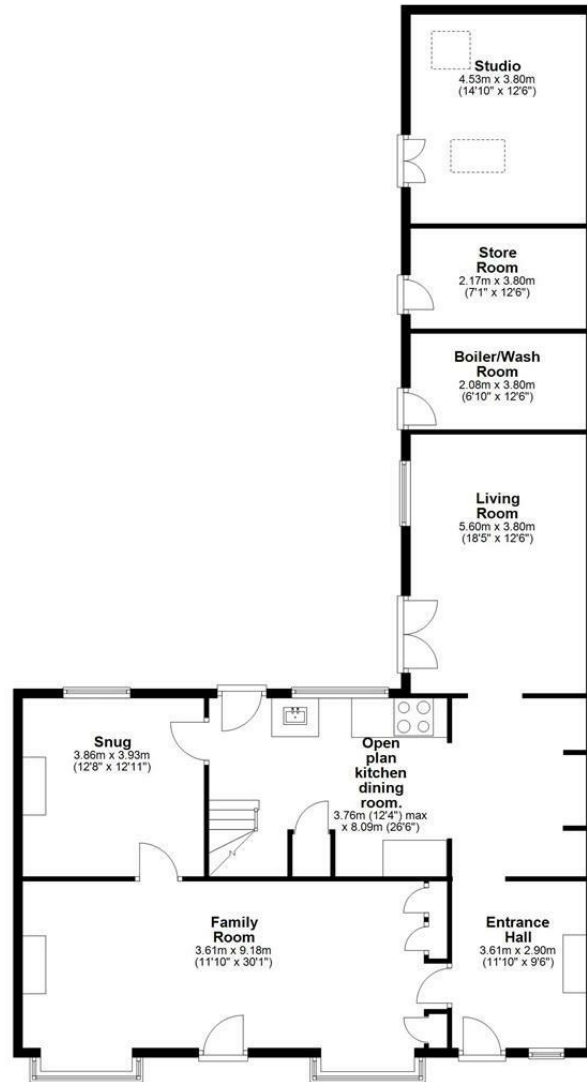 Studio
4.53m x 3.80m
(14'10" x 12'6")
Store
Room
2.17m x 3.80m
(7'1" x 12'6")
Boiler/Wash
Room
2.08m x 3.80m
(6'10" x 12'6")
Living
Room
5.60m x 3.80m
(18'5" x 12'6")
Snug
3.86m x 3.93m
(12'8" x 12'11")
Open
plan
kitchen
dining
room.
3.76m (12'4") max
x 8.09m (26'6")
Family
Room
3.61m x 9.18m
(11'10" x 30'1")
Entrance
Hall
3.61m x 2.90m
(11'10" x 9'6")